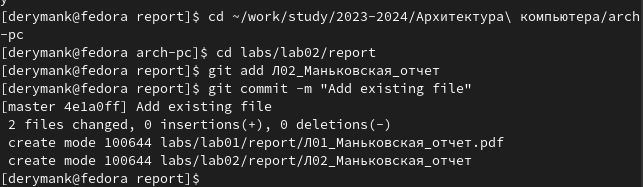 y
[derymank@fedora report]$ cd ~/work/study/2023-2024/Архитектура\ компьютера/arch
-pc
[derymank@fedora arch-pc]$ cd labs/lab02/report
[derymank@fedora report]$ git add Л02_Маньковская_отчет
[derymank@fedora report]$ git commit -m "Add existing file"
[master 4e1a0ff] Add existing file
 2 files changed, 0 insertions(+), 0 deletions(-)
 create mode 100644 labs/lab01/report/Л01_Маньковская_отчет.pdf
 create mode 100644 labs/lab02/report/Л02_Маньковская_отчет
[derymank@fedora report]$